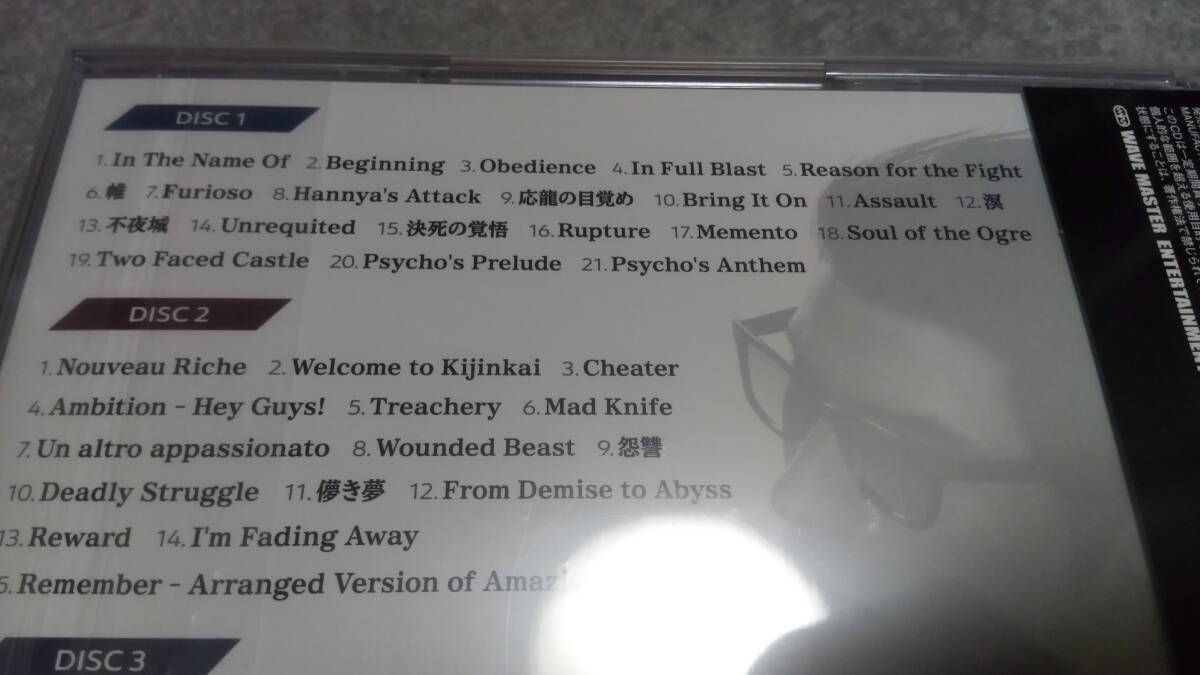 DISC 1
1. In The Name Of 2. Beginning 3. Obedience 4. In Full Blast 5. Reason for the Fight
6. 帷 7. Furioso 8. Hannya's Attack 9. 応龍の目覚め 10. Bring It On 11. Assault 12. 溟
13. 不夜城 14. Unrequited 15. 決死の覚悟 16. Rupture 17. Memento 18. Soul of the Ogre
19. Two Faced Castle 20. Psycho's Prelude 21. Psycho's Anthem
DISC 2
1. Nouveau Riche 2. Welcome to Kijinkai 3. Cheater
4. Ambition – Hey Guys! 5. Treachery 6. Mad Knife
7. Un altro appassionato 8. Wounded Beast 9. 怨讐
10. Deadly Struggle 11. 儚き夢 12. From Demise to Abyss
13. Reward 14. I'm Fading Away
5. Remember – Arranged Version of Amazi
DISC 3
WAVE MASTER ENTERTAINMENT